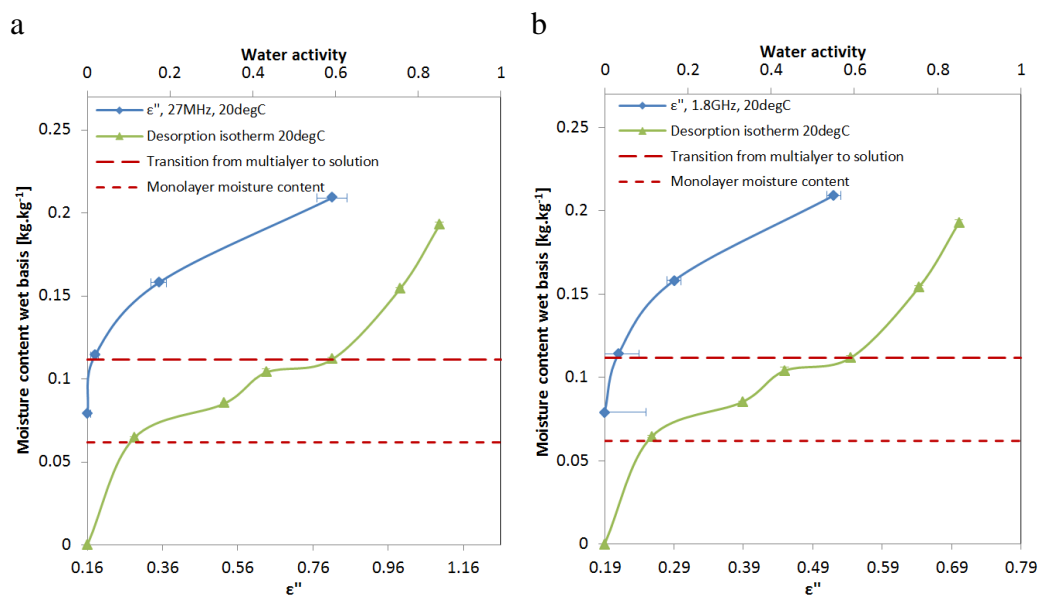 a
Water activity
0 0.2 0.4 0.6 0.8 1
ε", 27MHz, 20degC
Desorption isotherm 20degC
Transition from multialyer to solution
Monolayer moisture content
Moisture content wet basis [kg.kg-1]
0.25
0.2
0.15
0.1
0.05
0
0.16 0.36 0.56 0.76 0.96 1.16
ε"
b
Water activity
0 0.2 0.4 0.6 0.8 1
ε", 1.8GHz, 20degC
Desorption isotherm 20degC
Transition from multialyer to solution
Monolayer moisture content
Moisture content wet basis [kg.kg-1]
0.25
0.2
0.15
0.1
0.05
0
0.19 0.29 0.39 0.49 0.59 0.69 0.79
ε"